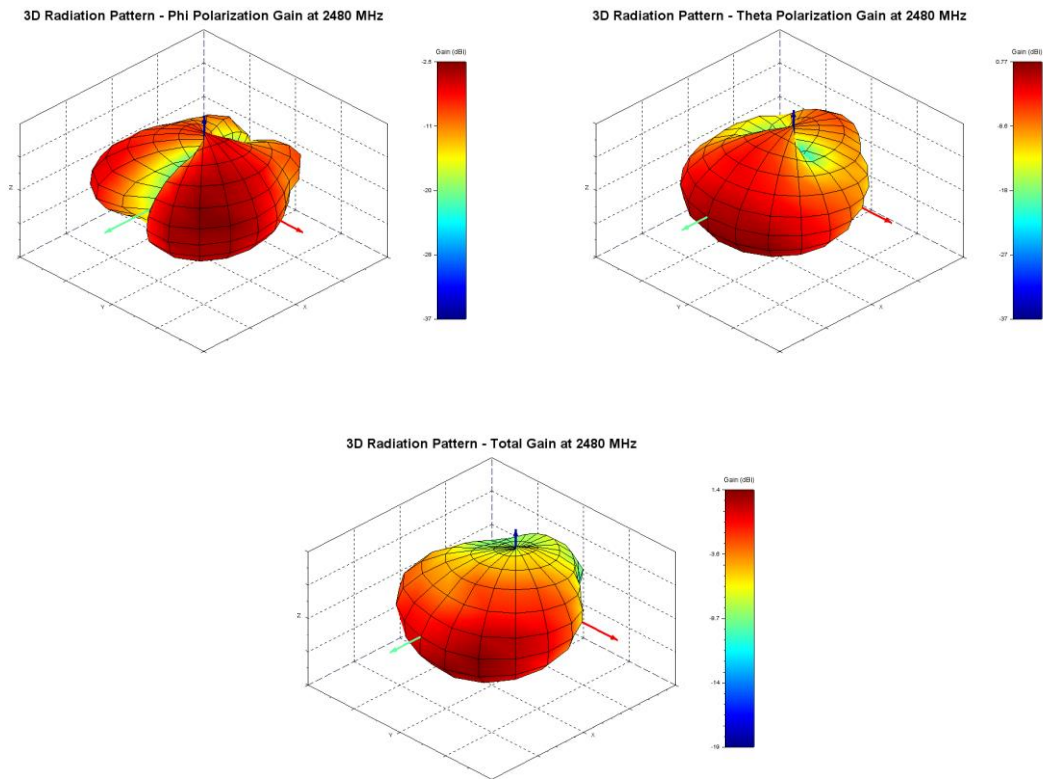 3D Radiation Pattern - Phi Polarization Gain at 2480 MHz
Gain (dBi)
-2.8
-11
-20
-28
-37
Z
Y
X
3D Radiation Pattern - Theta Polarization Gain at 2480 MHz
Gain (dBi)
0.77
-8.6
-18
-27
-37
Z
Y
X
3D Radiation Pattern - Total Gain at 2480 MHz
Gain (dBi)
1.4
-3.6
-8.7
-14
-19
Z
Y
X